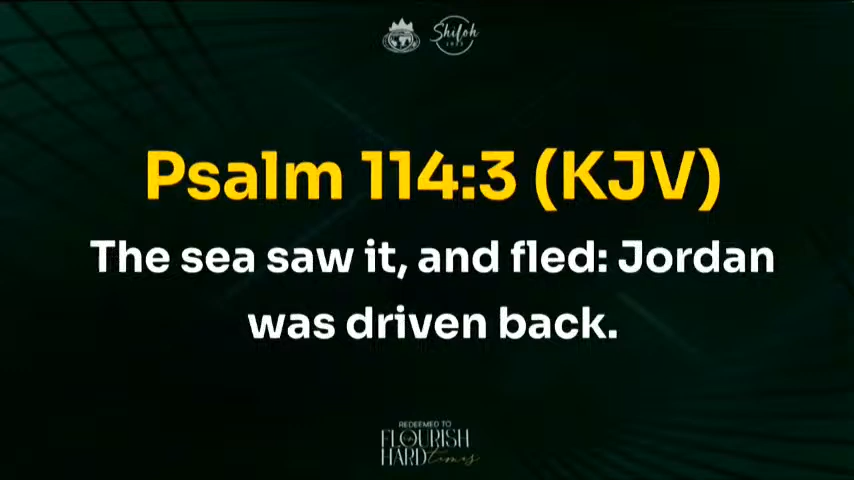 Shiloh
Psalm 114:3 (KJV)
The sea saw it, and fled: Jordan
was driven back.
REDEEMED TO
FLOURISH
HARD times